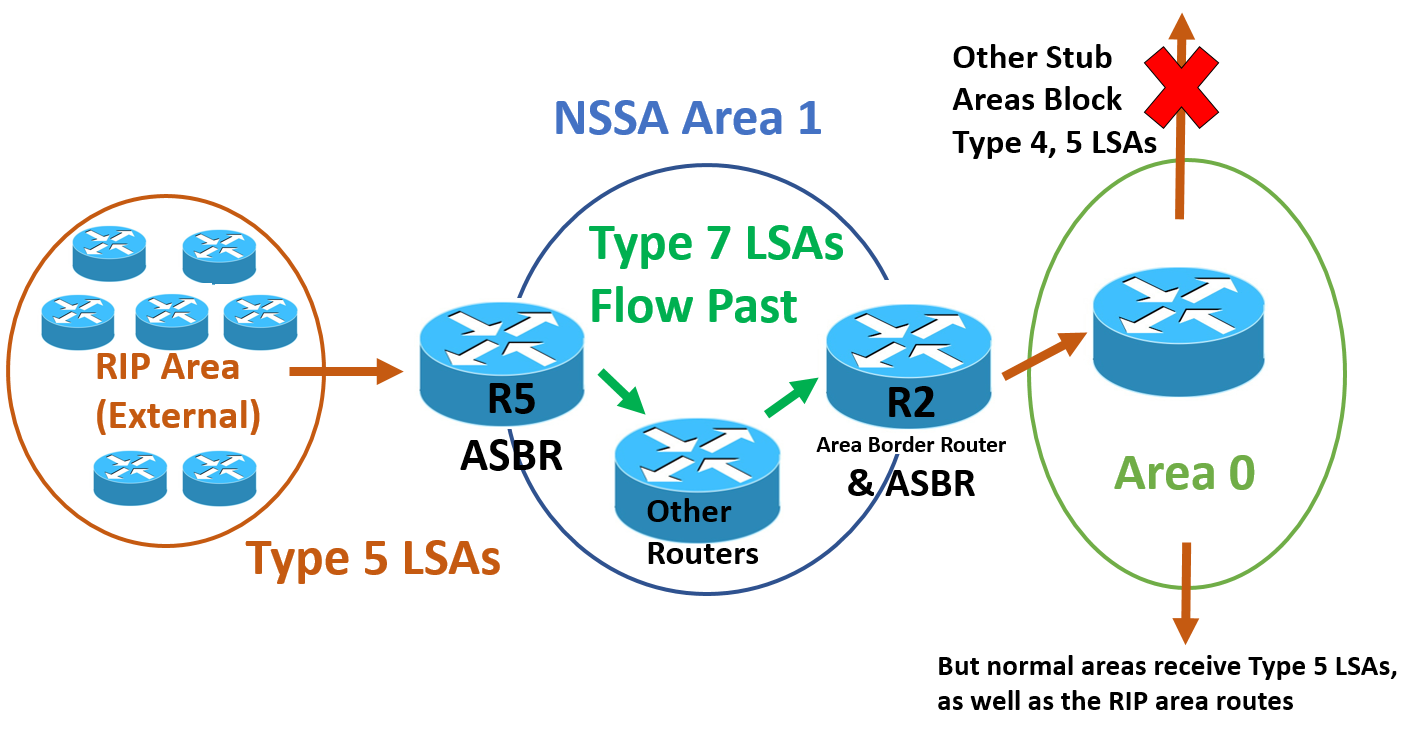 Other Stub
Areas Block
Type 4, 5 LSAs
NSSA Area 1
Type 7 LSAs
Flow Past
RIP Area
(External)
R5
ASBR
R2
Area Border Router
& ASBR
Other
Routers
Area 0
Type 5 LSAs
But normal areas receive Type 5 LSAs,
as well as the RIP area routes